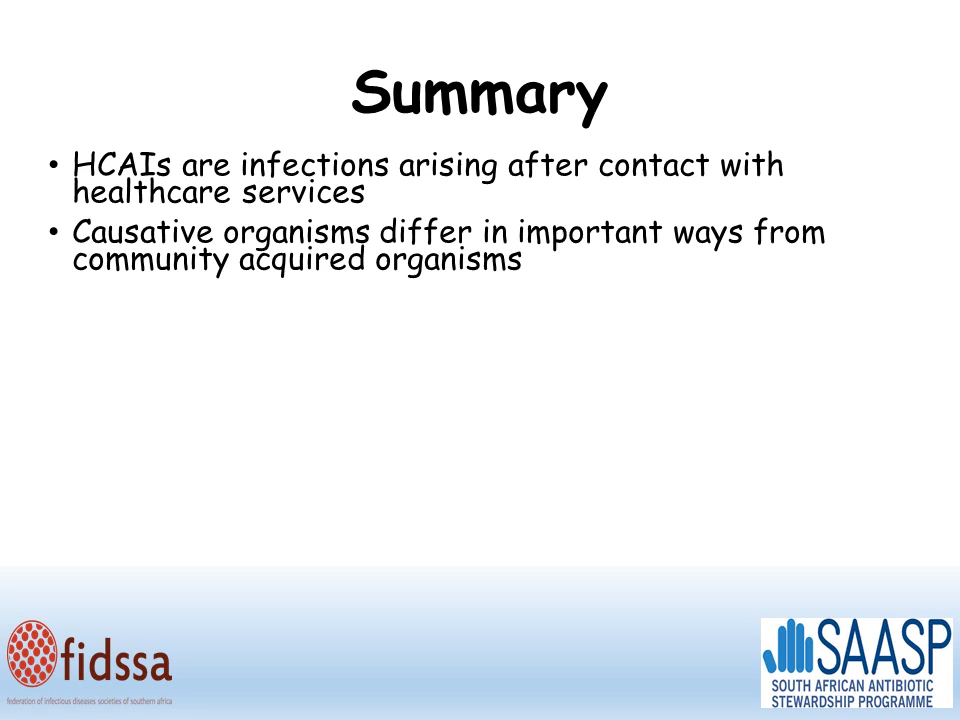 Summary
• HCAIs are infections arising after contact with
healthcare services
• Causative organisms differ in important ways from
community acquired organisms
fidssa
federation of infectious diseases societies of southern africa
SAASP
SOUTH AFRICAN ANTIBIOTIC
STEWARDSHIP PROGRAMME